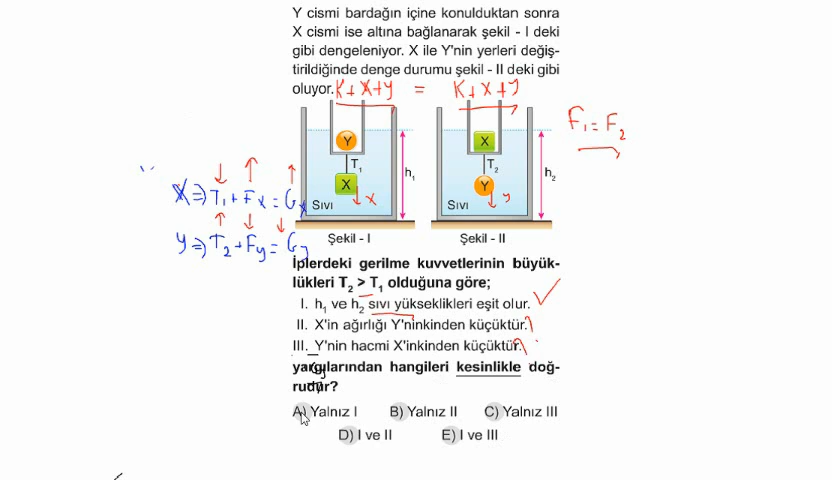 Y cismi bardağın içine konulduktan sonra
X cismi ise altına bağlanarak şekil - I deki
gibi dengeleniyor. X ile Y'nin yerleri değiş-
tirildiğinde denge durumu şekil - II deki gibi
oluyor. K+X+Y = K+X+Y
F1 = F2
Y X
T1 T2
h1 h2
X Y
X Y
Sıvı Sıvı
X ⇒ T1 + Fx = Gx
Y ⇒ T2 + Fy = Gy
Şekil - I Şekil - II
İplerdeki gerilme kuvvetlerinin büyük-
lükleri T2 > T1 olduğuna göre;
I. h1 ve h2 sıvı yükseklikleri eşit olur.
II. X'in ağırlığı Y'ninkinden küçüktür.
III. Y'nin hacmi X'inkinden küçüktür.
yargılarından hangileri kesinlikle doğ-
rudur?
A) Yalnız I B) Yalnız II C) Yalnız III
D) I ve II E) I ve III